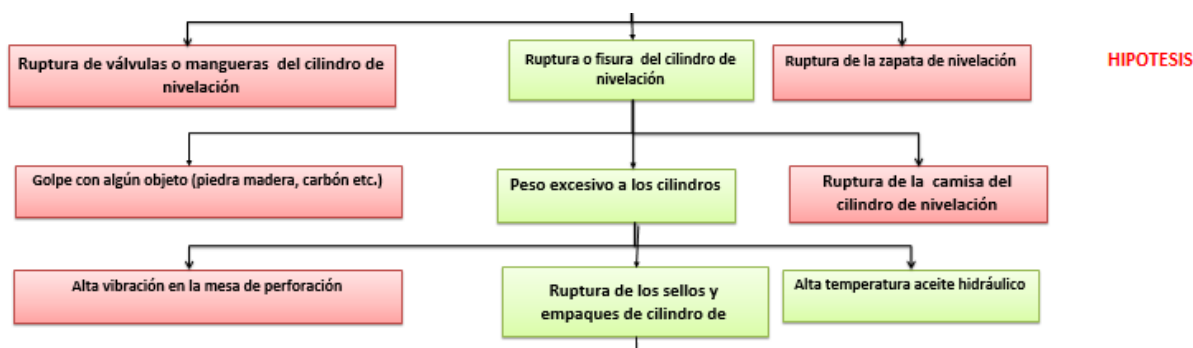 Ruptura de válvulas o mangueras del cilindro de
nivelación
Ruptura o fisura del cilindro de
nivelación
Ruptura de la zapata de nivelación
HIPOTESIS
Golpe con algún objeto (piedra madera, carbón etc.)
Peso excesivo a los cilindros
Ruptura de la camisa del
cilindro de nivelación
Alta vibración en la mesa de perforación
Ruptura de los sellos y
empaques de cilindro de
Alta temperatura aceite hidráulico